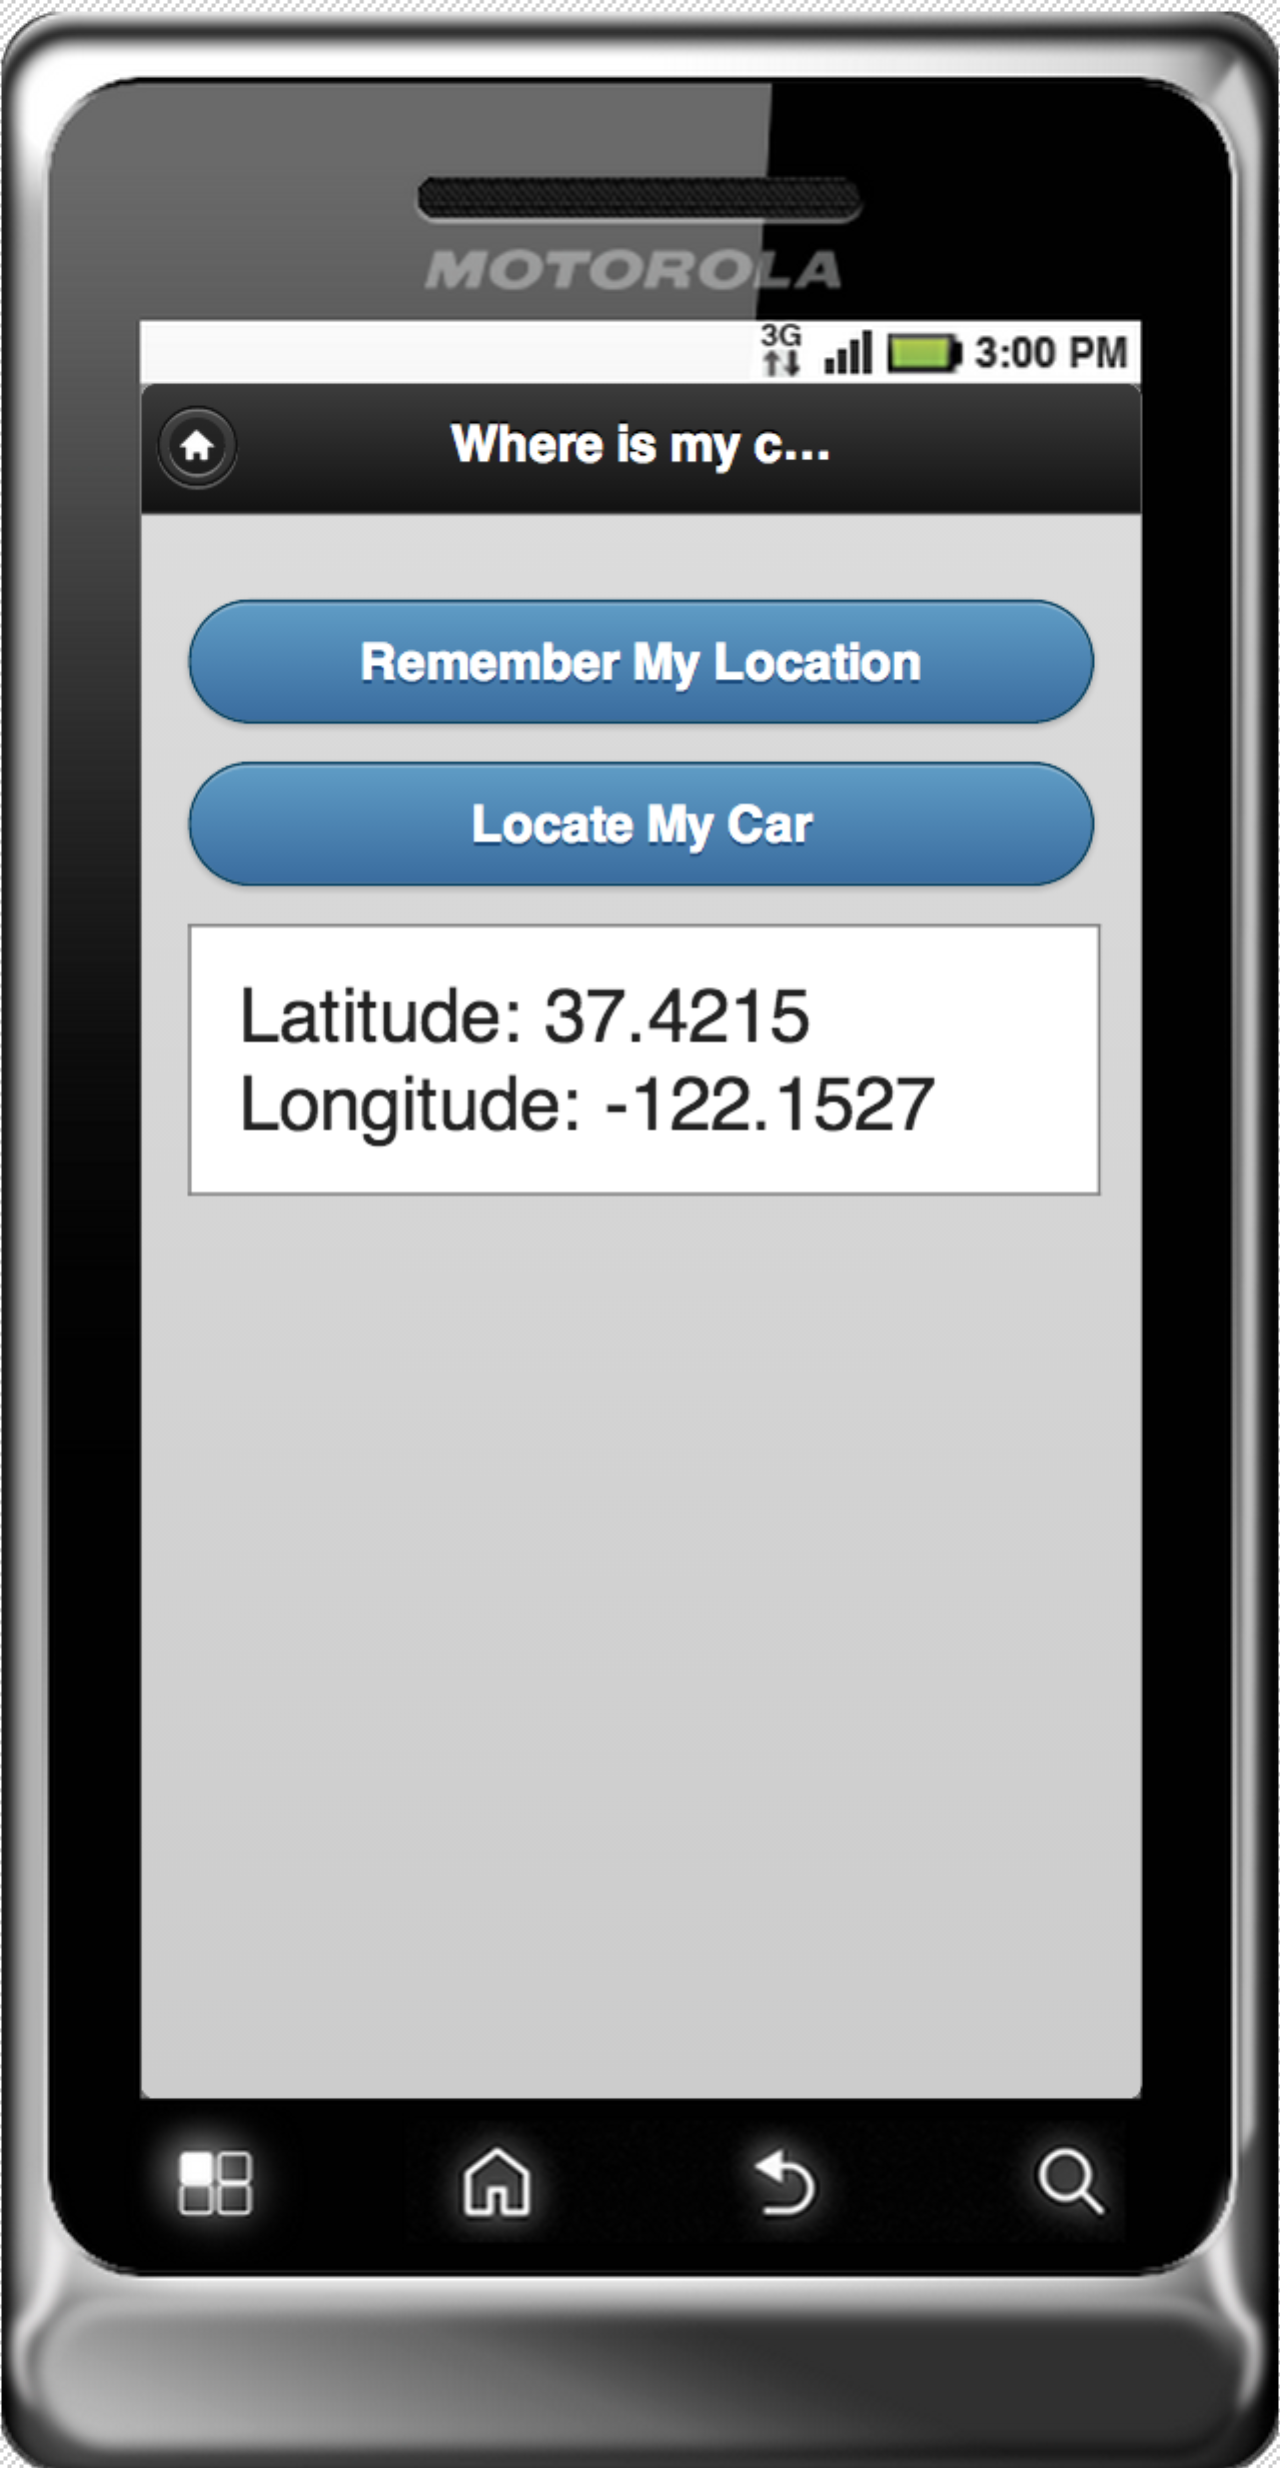 MOTOROLA
3G 3:00 PM
Where is my c...
Remember My Location
Locate My Car
Latitude: 37.4215
Longitude: -122.1527